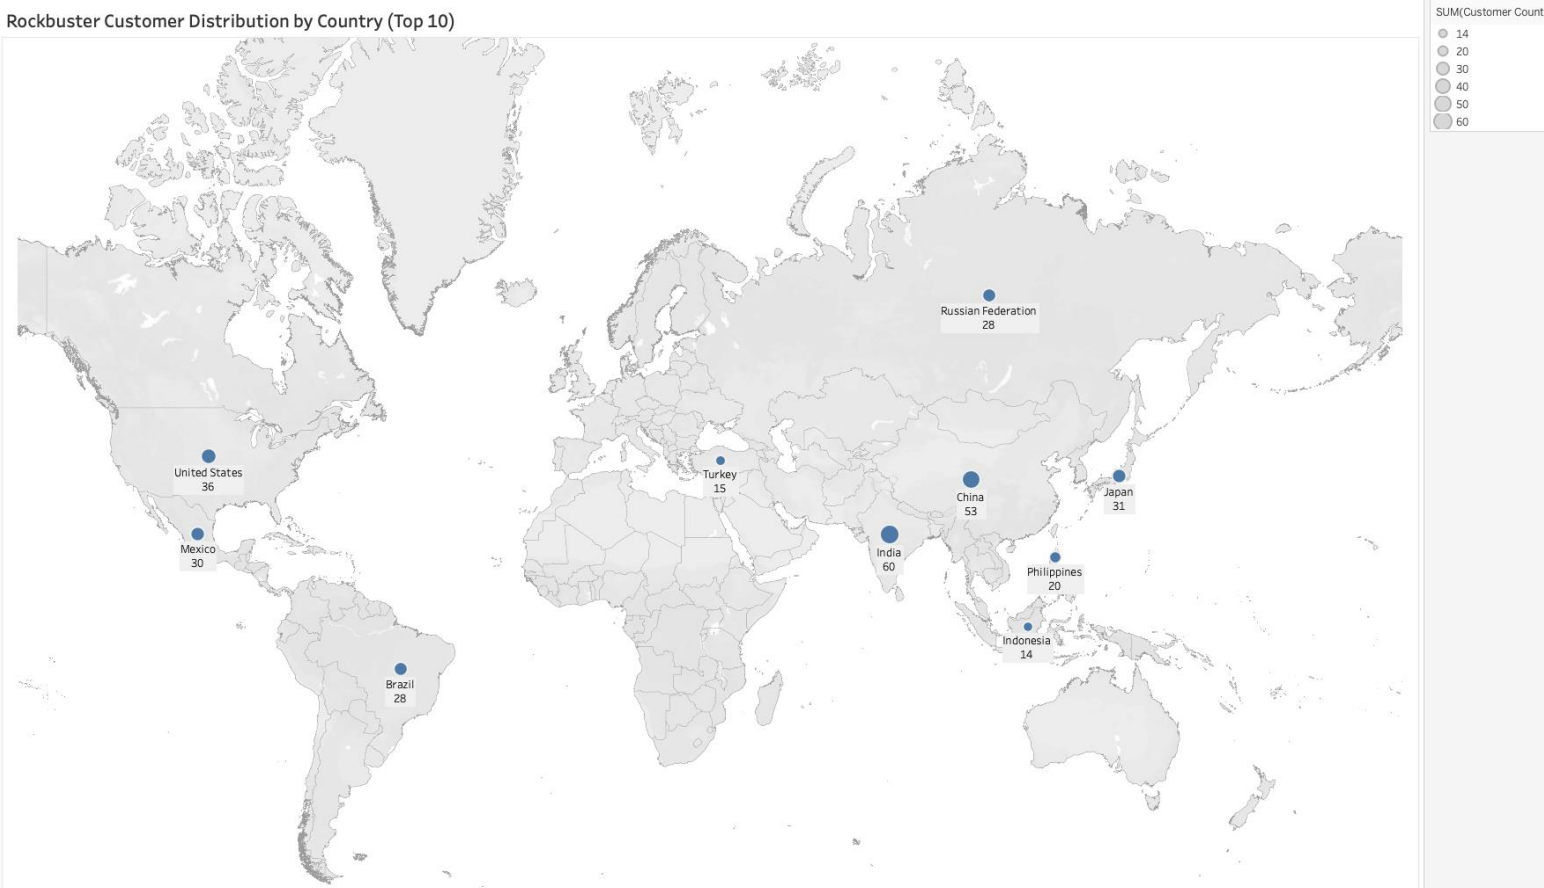 Rockbuster Customer Distribution by Country (Top 10)
SUM(Customer Count
14
20
30
40
50
60
Russian Federation
28
United States
36
Turkey
15
China
53
Japan
31
Mexico
30
India
60
Philippines
20
Indonesia
14
Brazil
28